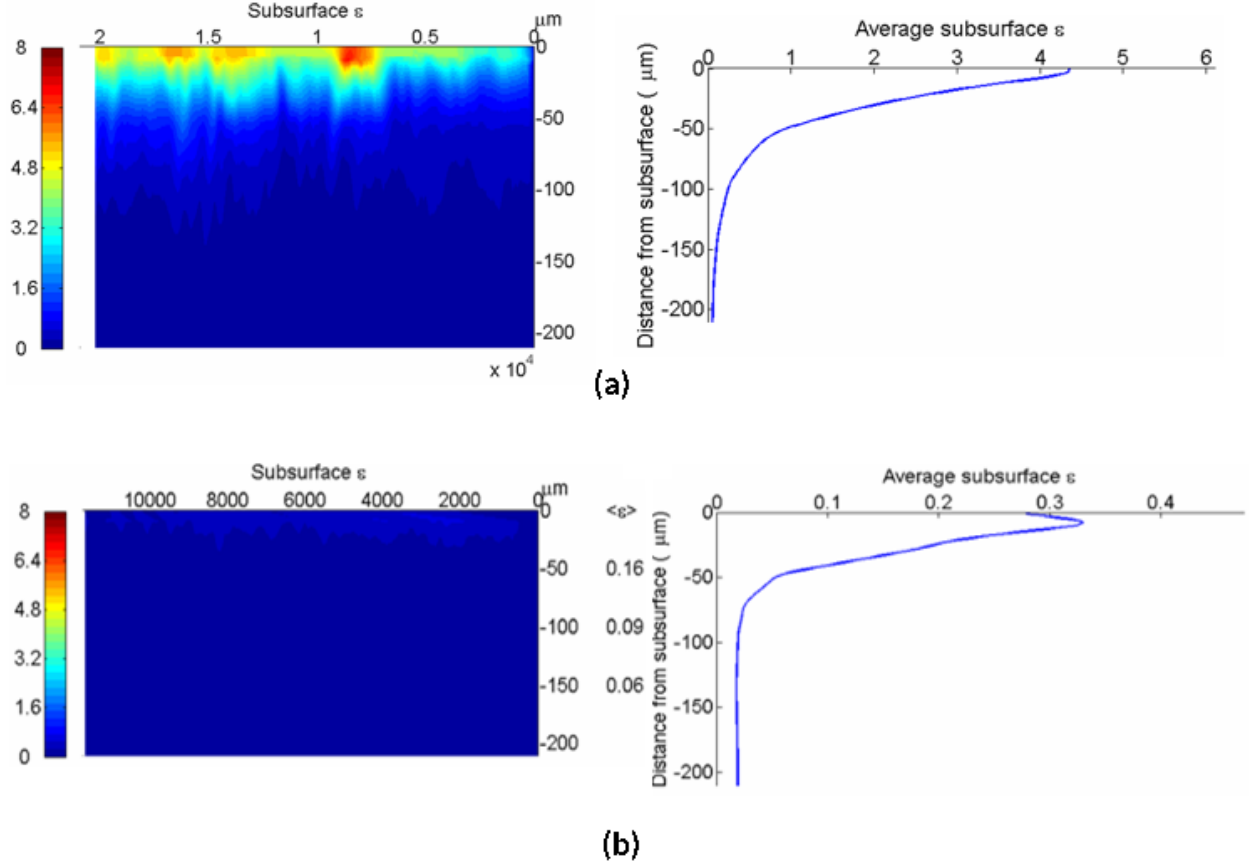 Subsurface ε
μm
2 1.5 1 0.5 0
8
6.4
4.8
3.2
1.6
0
0
-50
-100
-150
-200
x 10⁴
Average subsurface ε
0 1 2 3 4 5 6
Distance from subsurface ( μm)
0
-50
-100
-150
-200
(a)
Subsurface ε
μm
10000 8000 6000 4000 2000 0
8
6.4
4.8
3.2
1.6
0
0
-50
-100
-150
-200
<ε>
0.16
0.09
0.06
Average subsurface ε
0 0.1 0.2 0.3 0.4
Distance from subsurface ( μm)
0
-50
-100
-150
-200
(b)